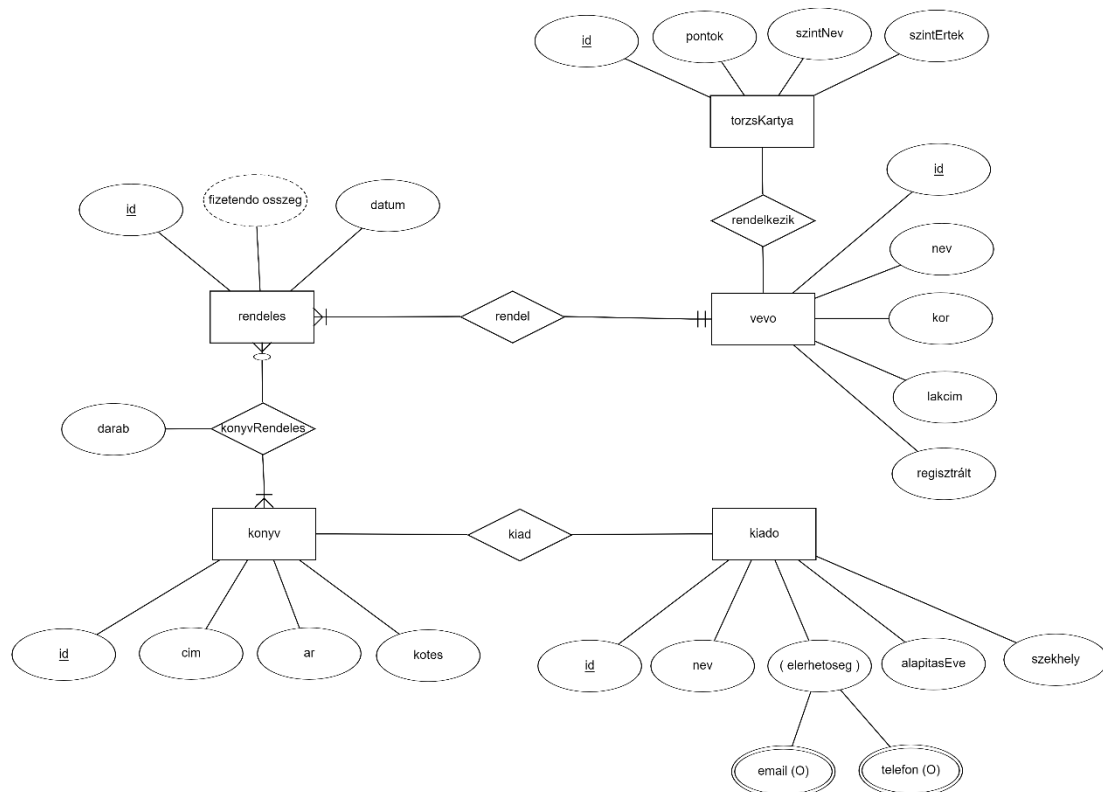 id
pontok
szintNev
szintErtek
torzsKartya
rendelkezik
id
fizetendo osszeg
datum
id
nev
kor
lakcim
regisztrált
rendeles
rendel
vevo
darab
konyvRendeles
konyv
kiad
kiado
id
cim
ar
kotes
id
nev
( elerhetoseg )
alapitasEve
szekhely
email (O)
telefon (O)